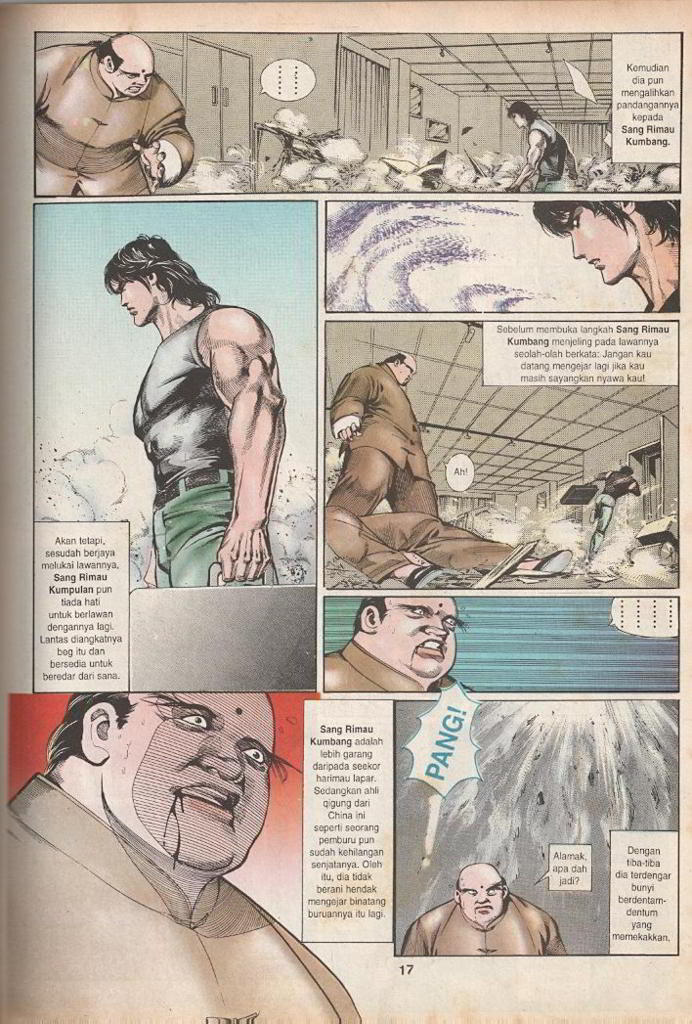 Kemudian
dia pun
mengalihkan
pandangannya
kepada
Sang Rimau
Kumbang.
Sebelum membuka langkah Sang Rimau
Kumbang menjeling pada lawannya
seolah-olah berkata: Jangan kau
datang mengejar lagi jika kau
masih sayangkan nyawa kau!
Ah!
Akan tetapi,
sesudah berjaya
melukai lawannya,
Sang Rimau
Kumpulan pun
tiada hati
untuk berlawan
dengannya lagi.
Lantas diangkatnya
beg itu dan
bersedia untuk
beredar dari sana.
Sang Rimau
Kumbang adalah
lebih garang
daripada seekor
harimau lapar.
Sedangkan ahli
qigung dari
China ini
seperti seorang
pemburu pun
sudah kehilangan
senjatanya. Oleh
itu, dia tidak
berani hendak
mengejar binatang
buruannya itu lagi.
PANG!
Alamak,
apa dah
jadi?
Dengan
tiba-tiba
dia terdengar
bunyi
berdentam-
dentum
yang
memekakkan.
17